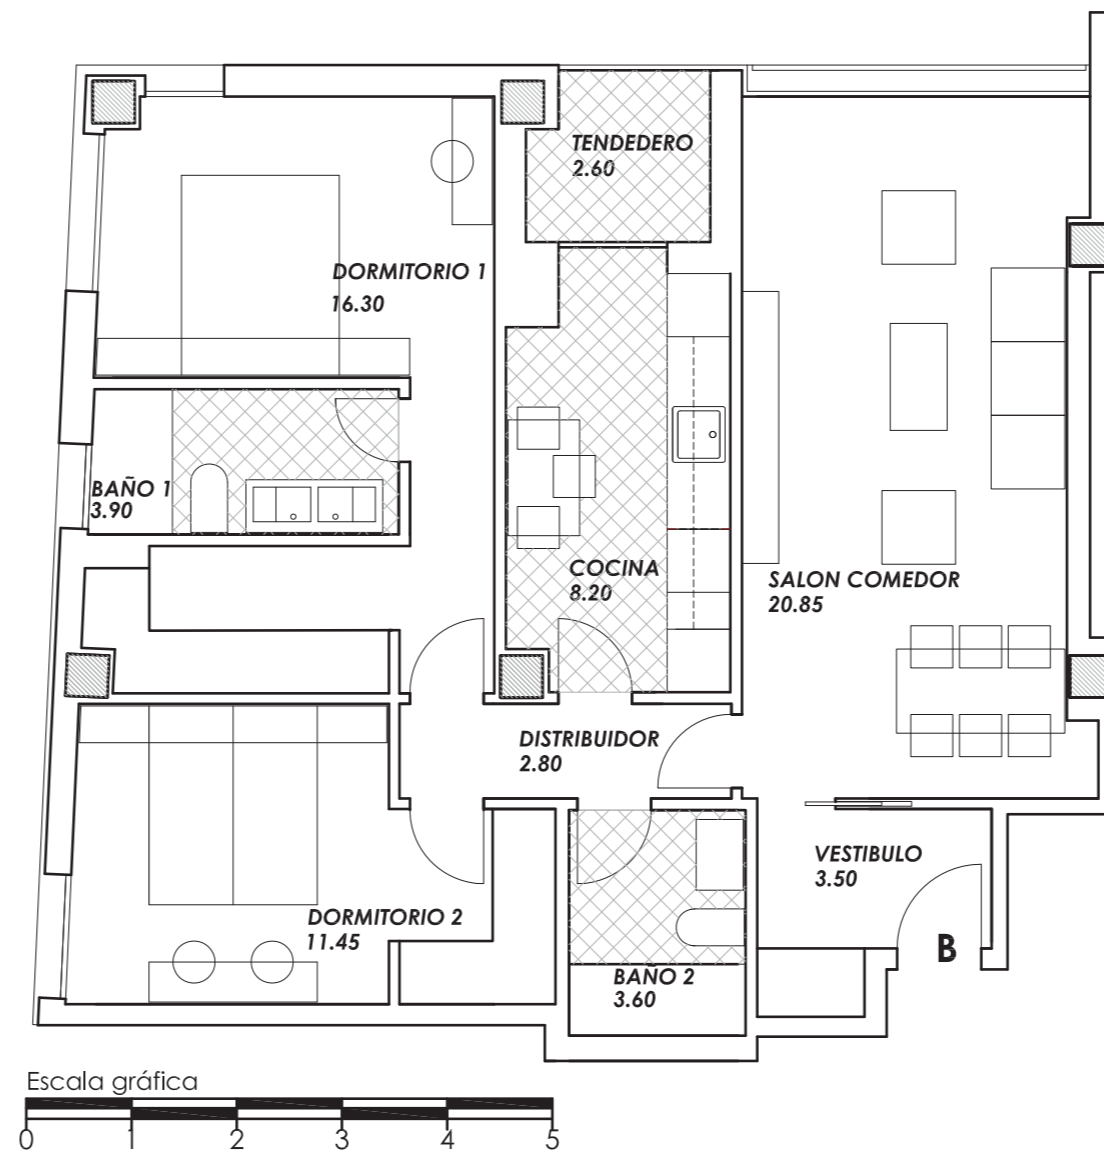 TENDEDERO
2.60
DORMITORIO 1
16.30
BAÑO 1
3.90
COCINA
8.20
SALON COMEDOR
20.85
DISTRIBUIDOR
2.80
VESTIBULO
3.50
DORMITORIO 2
11.45
B
BAÑO 2
3.60
Escala gráfica
0 1 2 3 4 5